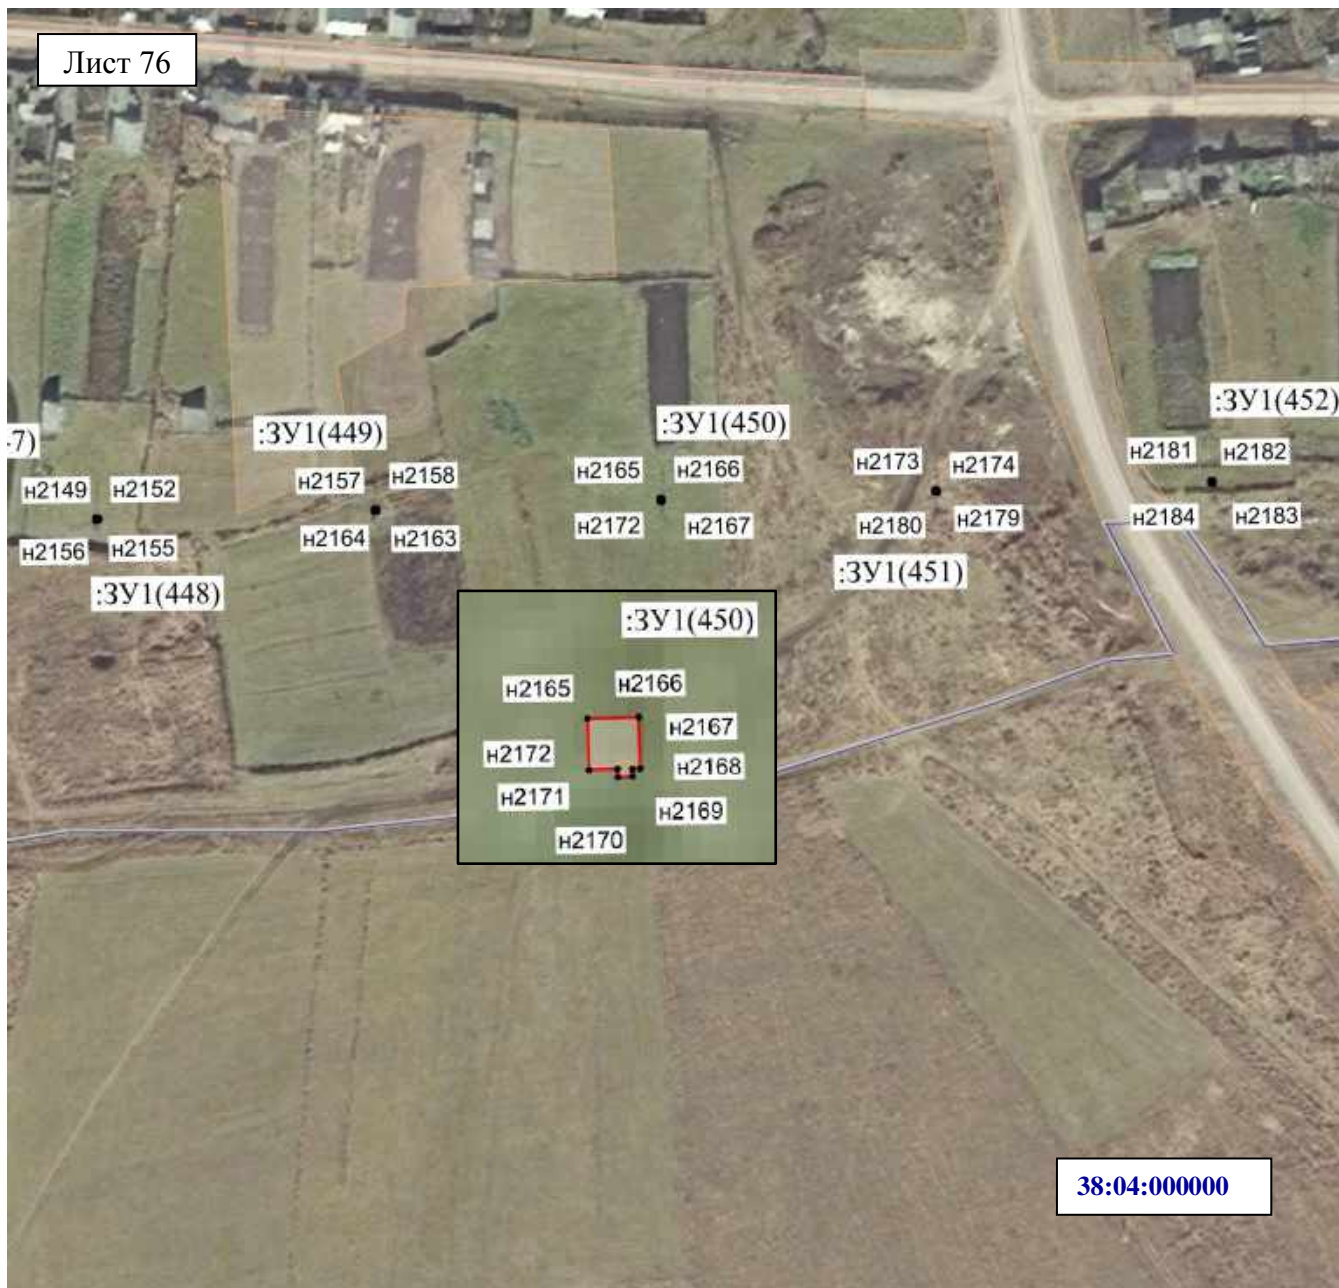 Лист 76
:ЗУ1(452)
:ЗУ1(450)
:ЗУ1(449)
-7)
н2149 н2152
н2156 н2155
:ЗУ1(448)
н2157 н2158
н2164 н2163
н2165 н2166
н2172 н2167
н2173 н2174
н2180 н2179
:ЗУ1(451)
н2181 н2182
н2184 н2183
:ЗУ1(450)
н2165 н2166
н2167
н2172 н2168
н2171 н2169
н2170
38:04:000000